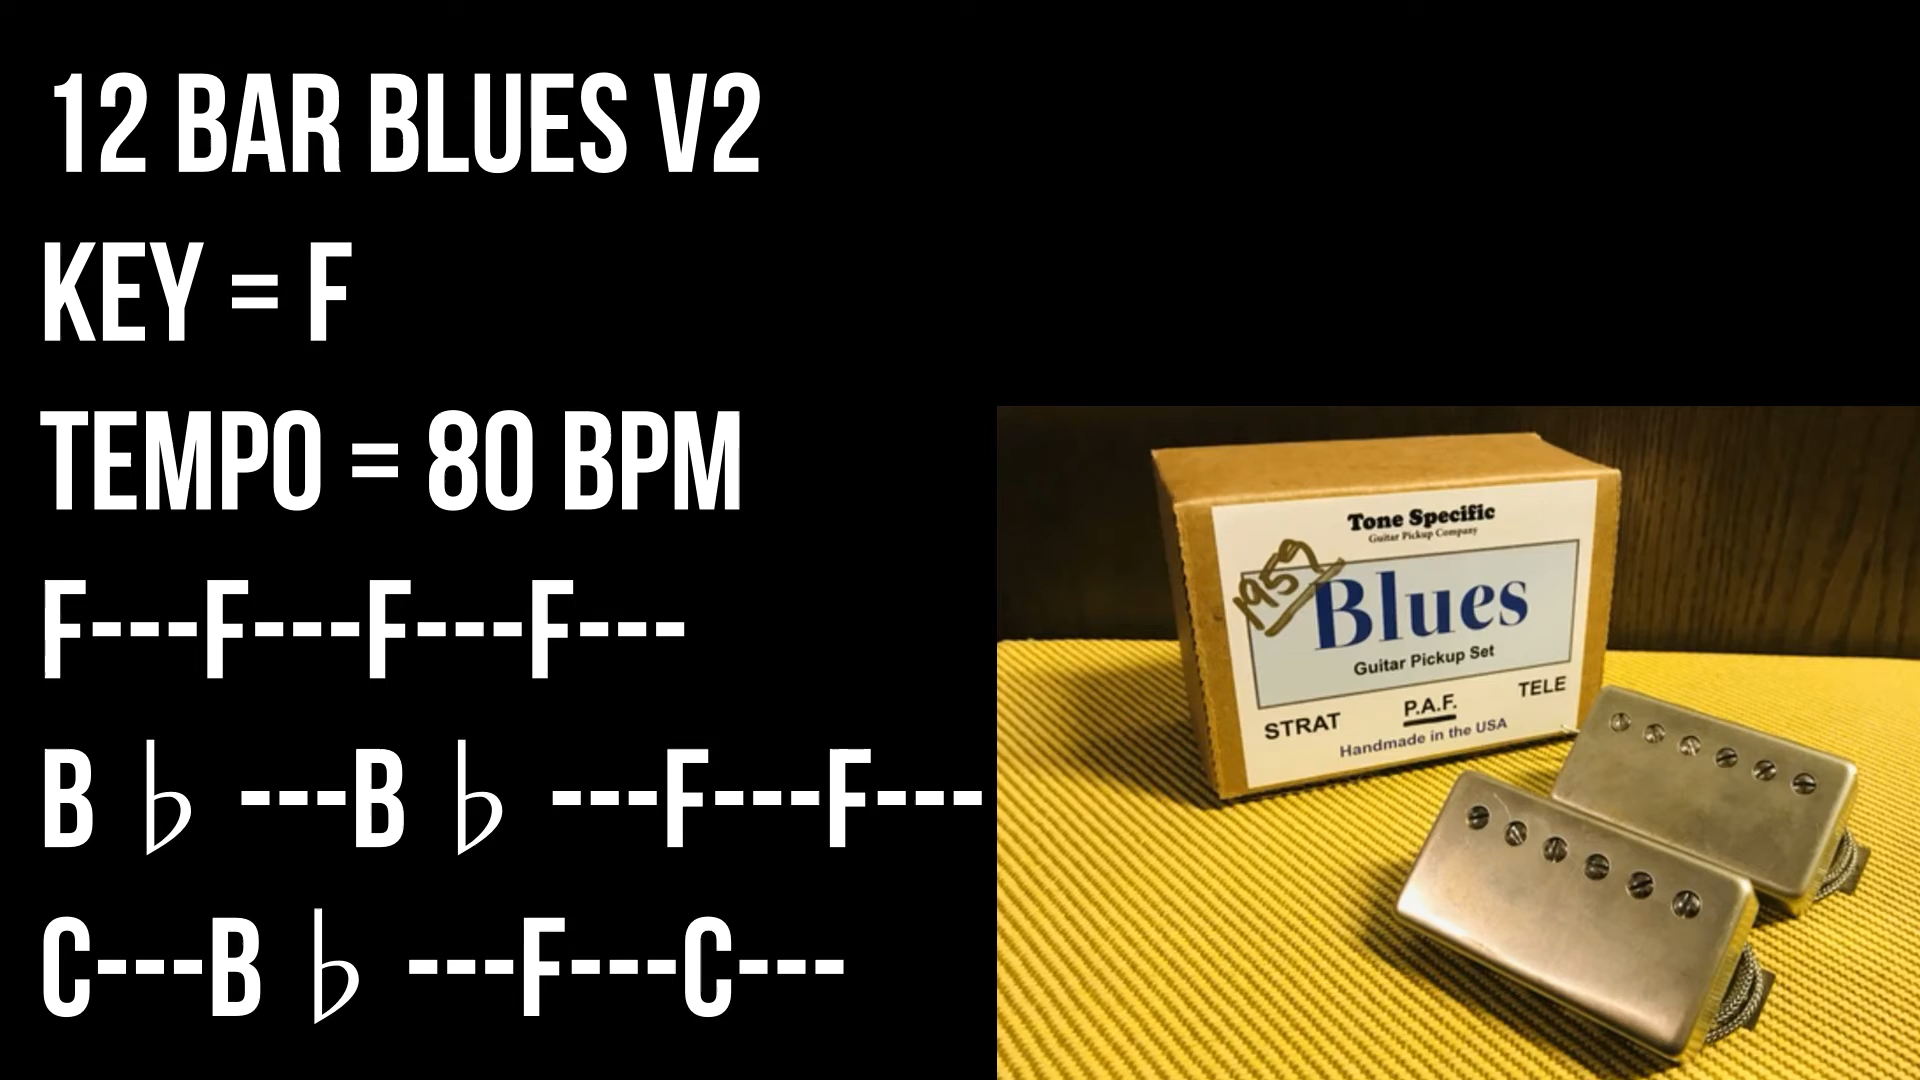 12 BAR BLUES V2
KEY = F
TEMPO = 80 BPM
F---F---F---F---
B ♭ ---B ♭ ---F---F---
C---B ♭ ---F---C---
Tone Specific
Guitar Pickup Company
1957
Blues
Guitar Pickup Set
STRAT P.A.F. TELE
Handmade in the USA